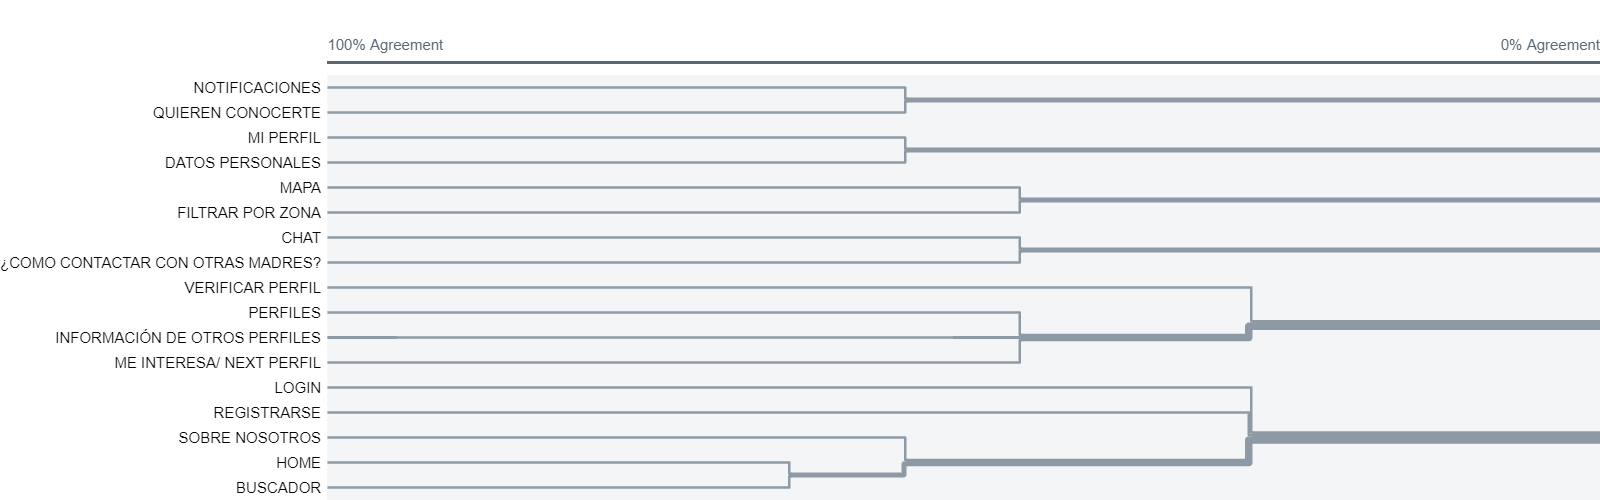 100% Agreement 0% Agreement
NOTIFICACIONES
QUIEREN CONOCERTE
MI PERFIL
DATOS PERSONALES
MAPA
FILTRAR POR ZONA
CHAT
¿COMO CONTACTAR CON OTRAS MADRES?
VERIFICAR PERFIL
PERFILES
INFORMACIÓN DE OTROS PERFILES
ME INTERESA/ NEXT PERFIL
LOGIN
REGISTRARSE
SOBRE NOSOTROS
HOME
BUSCADOR